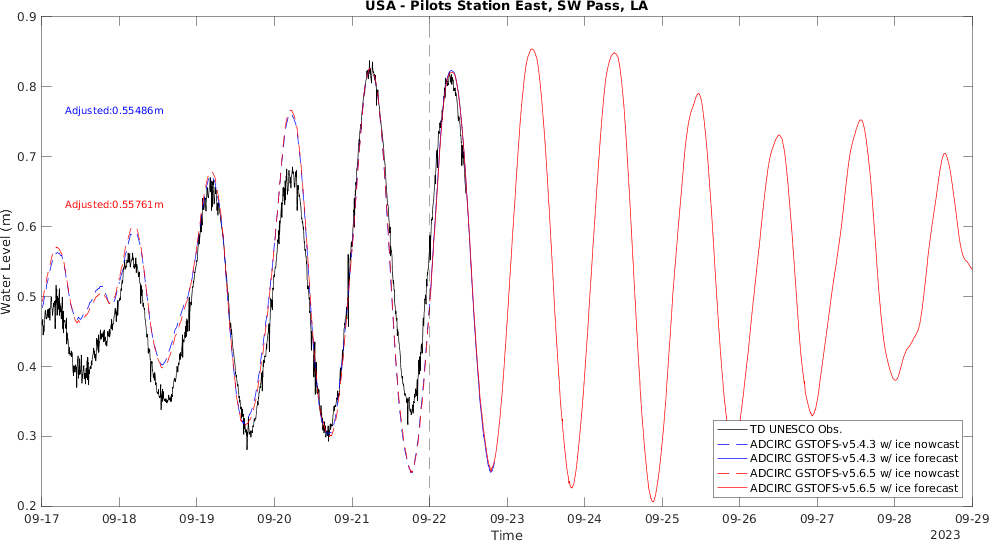 USA - Pilots Station East, SW Pass, LA
0.9
0.8
0.7
0.6
0.5
0.4
0.3
0.2
Water Level (m)
Adjusted:0.55486m
Adjusted:0.55761m
TD UNESCO Obs.
ADCIRC GSTOFS-v5.4.3 w/ ice nowcast
ADCIRC GSTOFS-v5.4.3 w/ ice forecast
ADCIRC GSTOFS-v5.6.5 w/ ice nowcast
ADCIRC GSTOFS-v5.6.5 w/ ice forecast
09-17 09-18 09-19 09-20 09-21 09-22 09-23 09-24 09-25 09-26 09-27 09-28 09-29
Time
2023